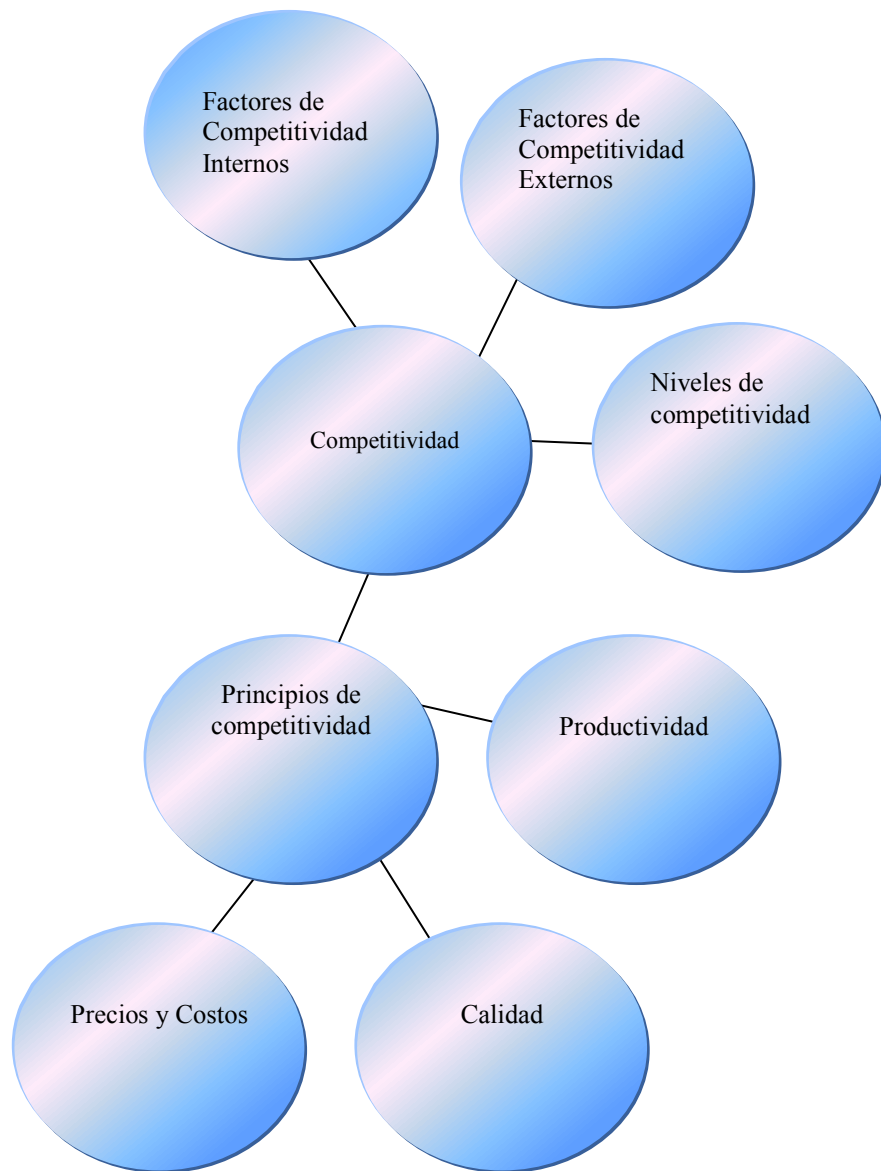 Factores de
Competitividad
Internos
Factores de
Competitividad
Externos
Niveles de
competitividad
Competitividad
Principios de
competitividad
Productividad
Precios y Costos
Calidad